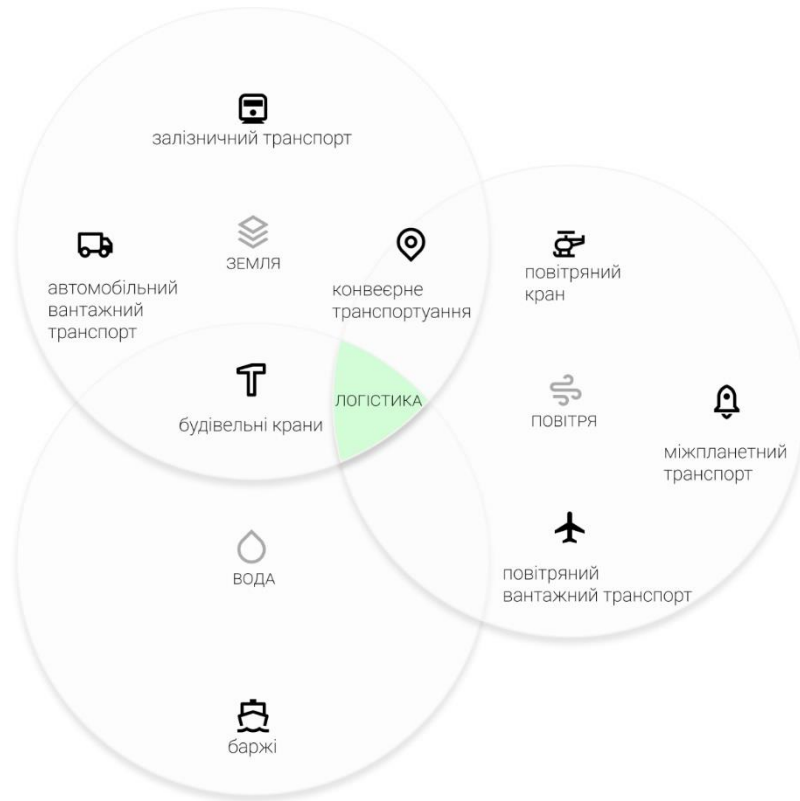 залізничний транспорт
ЗЕМЛЯ
автомобільний
вантажний
транспорт
конвеєрне
транспортуання
повітряний
кран
будівельні крани
ЛОГІСТИКА
ПОВІТРЯ
міжпланетний
транспорт
ВОДА
повітряний
вантажний транспорт
баржі